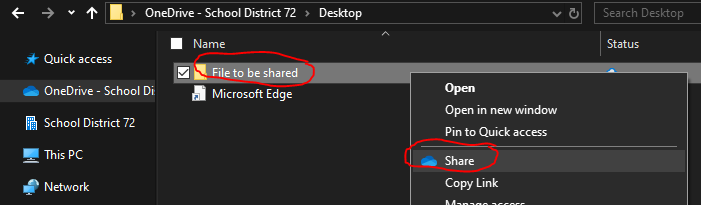 OneDrive - School District 72 > Desktop
Search Desktop
Name
Status
Quick access
OneDrive - School Dis
School District 72
This PC
Network
File to be shared
Microsoft Edge
Open
Open in new window
Pin to Quick access
Share
Copy Link
Manage access